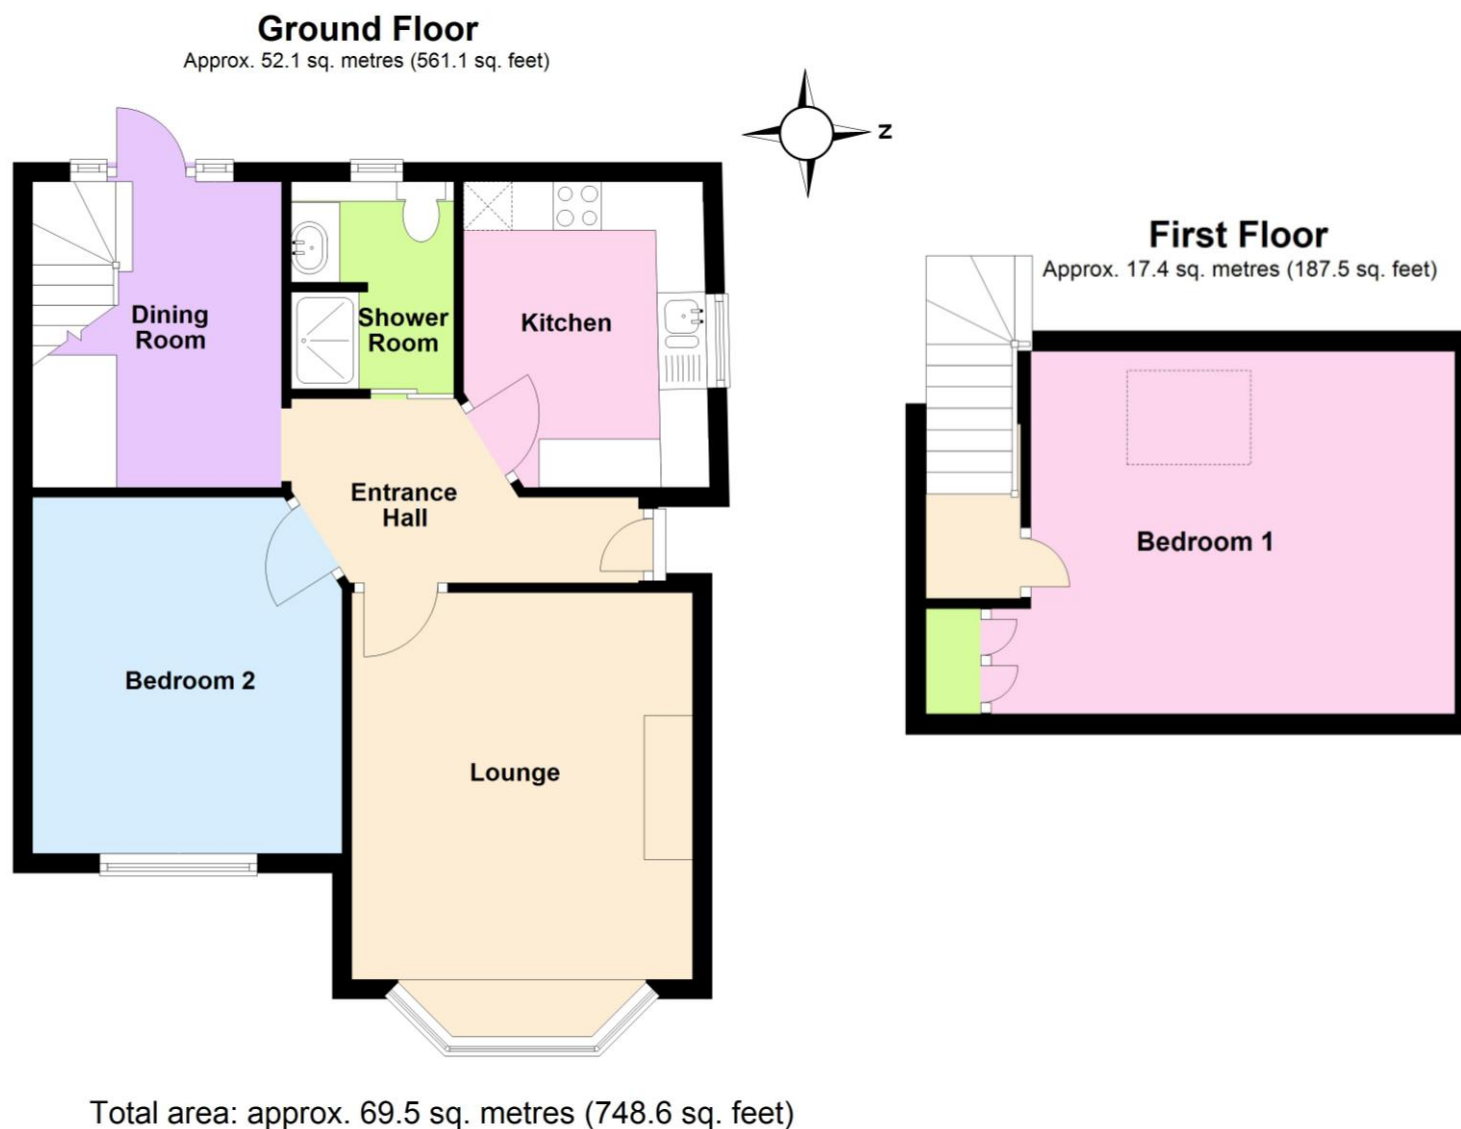 Ground Floor
Approx. 52.1 sq. metres (561.1 sq. feet)
N
First Floor
Approx. 17.4 sq. metres (187.5 sq. feet)
Dining
Room
Shower
Room
Kitchen
Entrance
Hall
Bedroom 1
Bedroom 2
Lounge
Total area: approx. 69.5 sq. metres (748.6 sq. feet)